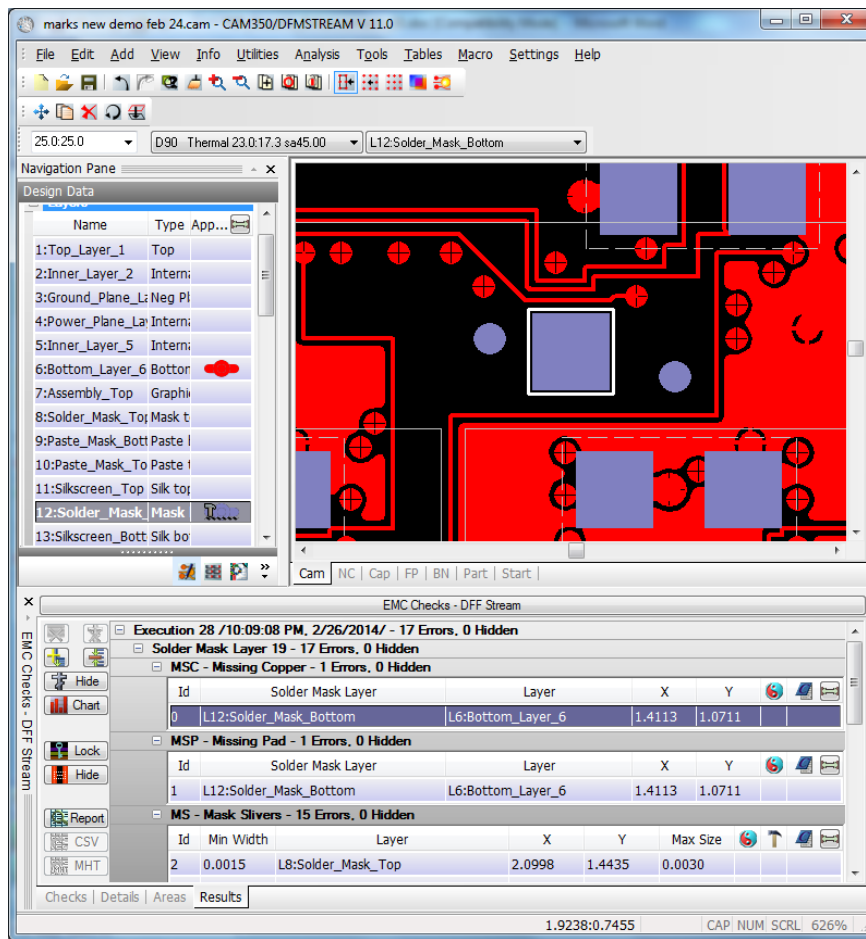 marks new demo feb 24.cam - CAM350/DFMSTREAM V 11.0
File Edit Add View Info Utilities Analysis Tools Tables Macro Settings Help
25.0:25.0 D90 Thermal 23.0:17.3 sa45.00 L12:Solder_Mask_Bottom
Navigation Pane
Design Data
Layers
Name Type App...
1:Top_Layer_1 Top
2:Inner_Layer_2 Interna
3:Ground_Plane_La Neg Pl
4:Power_Plane_Lay Interna
5:Inner_Layer_5 Interna
6:Bottom_Layer_6 Bottom
7:Assembly_Top Graphi
8:Solder_Mask_Top Mask t
9:Paste_Mask_Bott Paste b
10:Paste_Mask_To Paste t
11:Silkscreen_Top Silk top
12:Solder_Mask_ Mask
13:Silkscreen_Bott Silk bo
Cam NC Cap FP BN Part Start
EMC Checks - DFF Stream
EMC Checks - DFF Stream
Hide
Chart
Lock
Hide
Report
CSV
MHT
Execution 28 /10:09:08 PM, 2/26/2014/ - 17 Errors, 0 Hidden
Solder Mask Layer 19 - 17 Errors, 0 Hidden
MSC - Missing Copper - 1 Errors, 0 Hidden
Id Solder Mask Layer Layer X Y
0 L12:Solder_Mask_Bottom L6:Bottom_Layer_6 1.4113 1.0711
MSP - Missing Pad - 1 Errors, 0 Hidden
Id Solder Mask Layer Layer X Y
1 L12:Solder_Mask_Bottom L6:Bottom_Layer_6 1.4113 1.0711
MS - Mask Slivers - 15 Errors, 0 Hidden
Id Min Width Layer X Y Max Size
2 0.0015 L8:Solder_Mask_Top 2.0998 1.4435 0.0030
Checks Details Areas Results
1.9238:0.7455 CAP NUM SCRL 626%